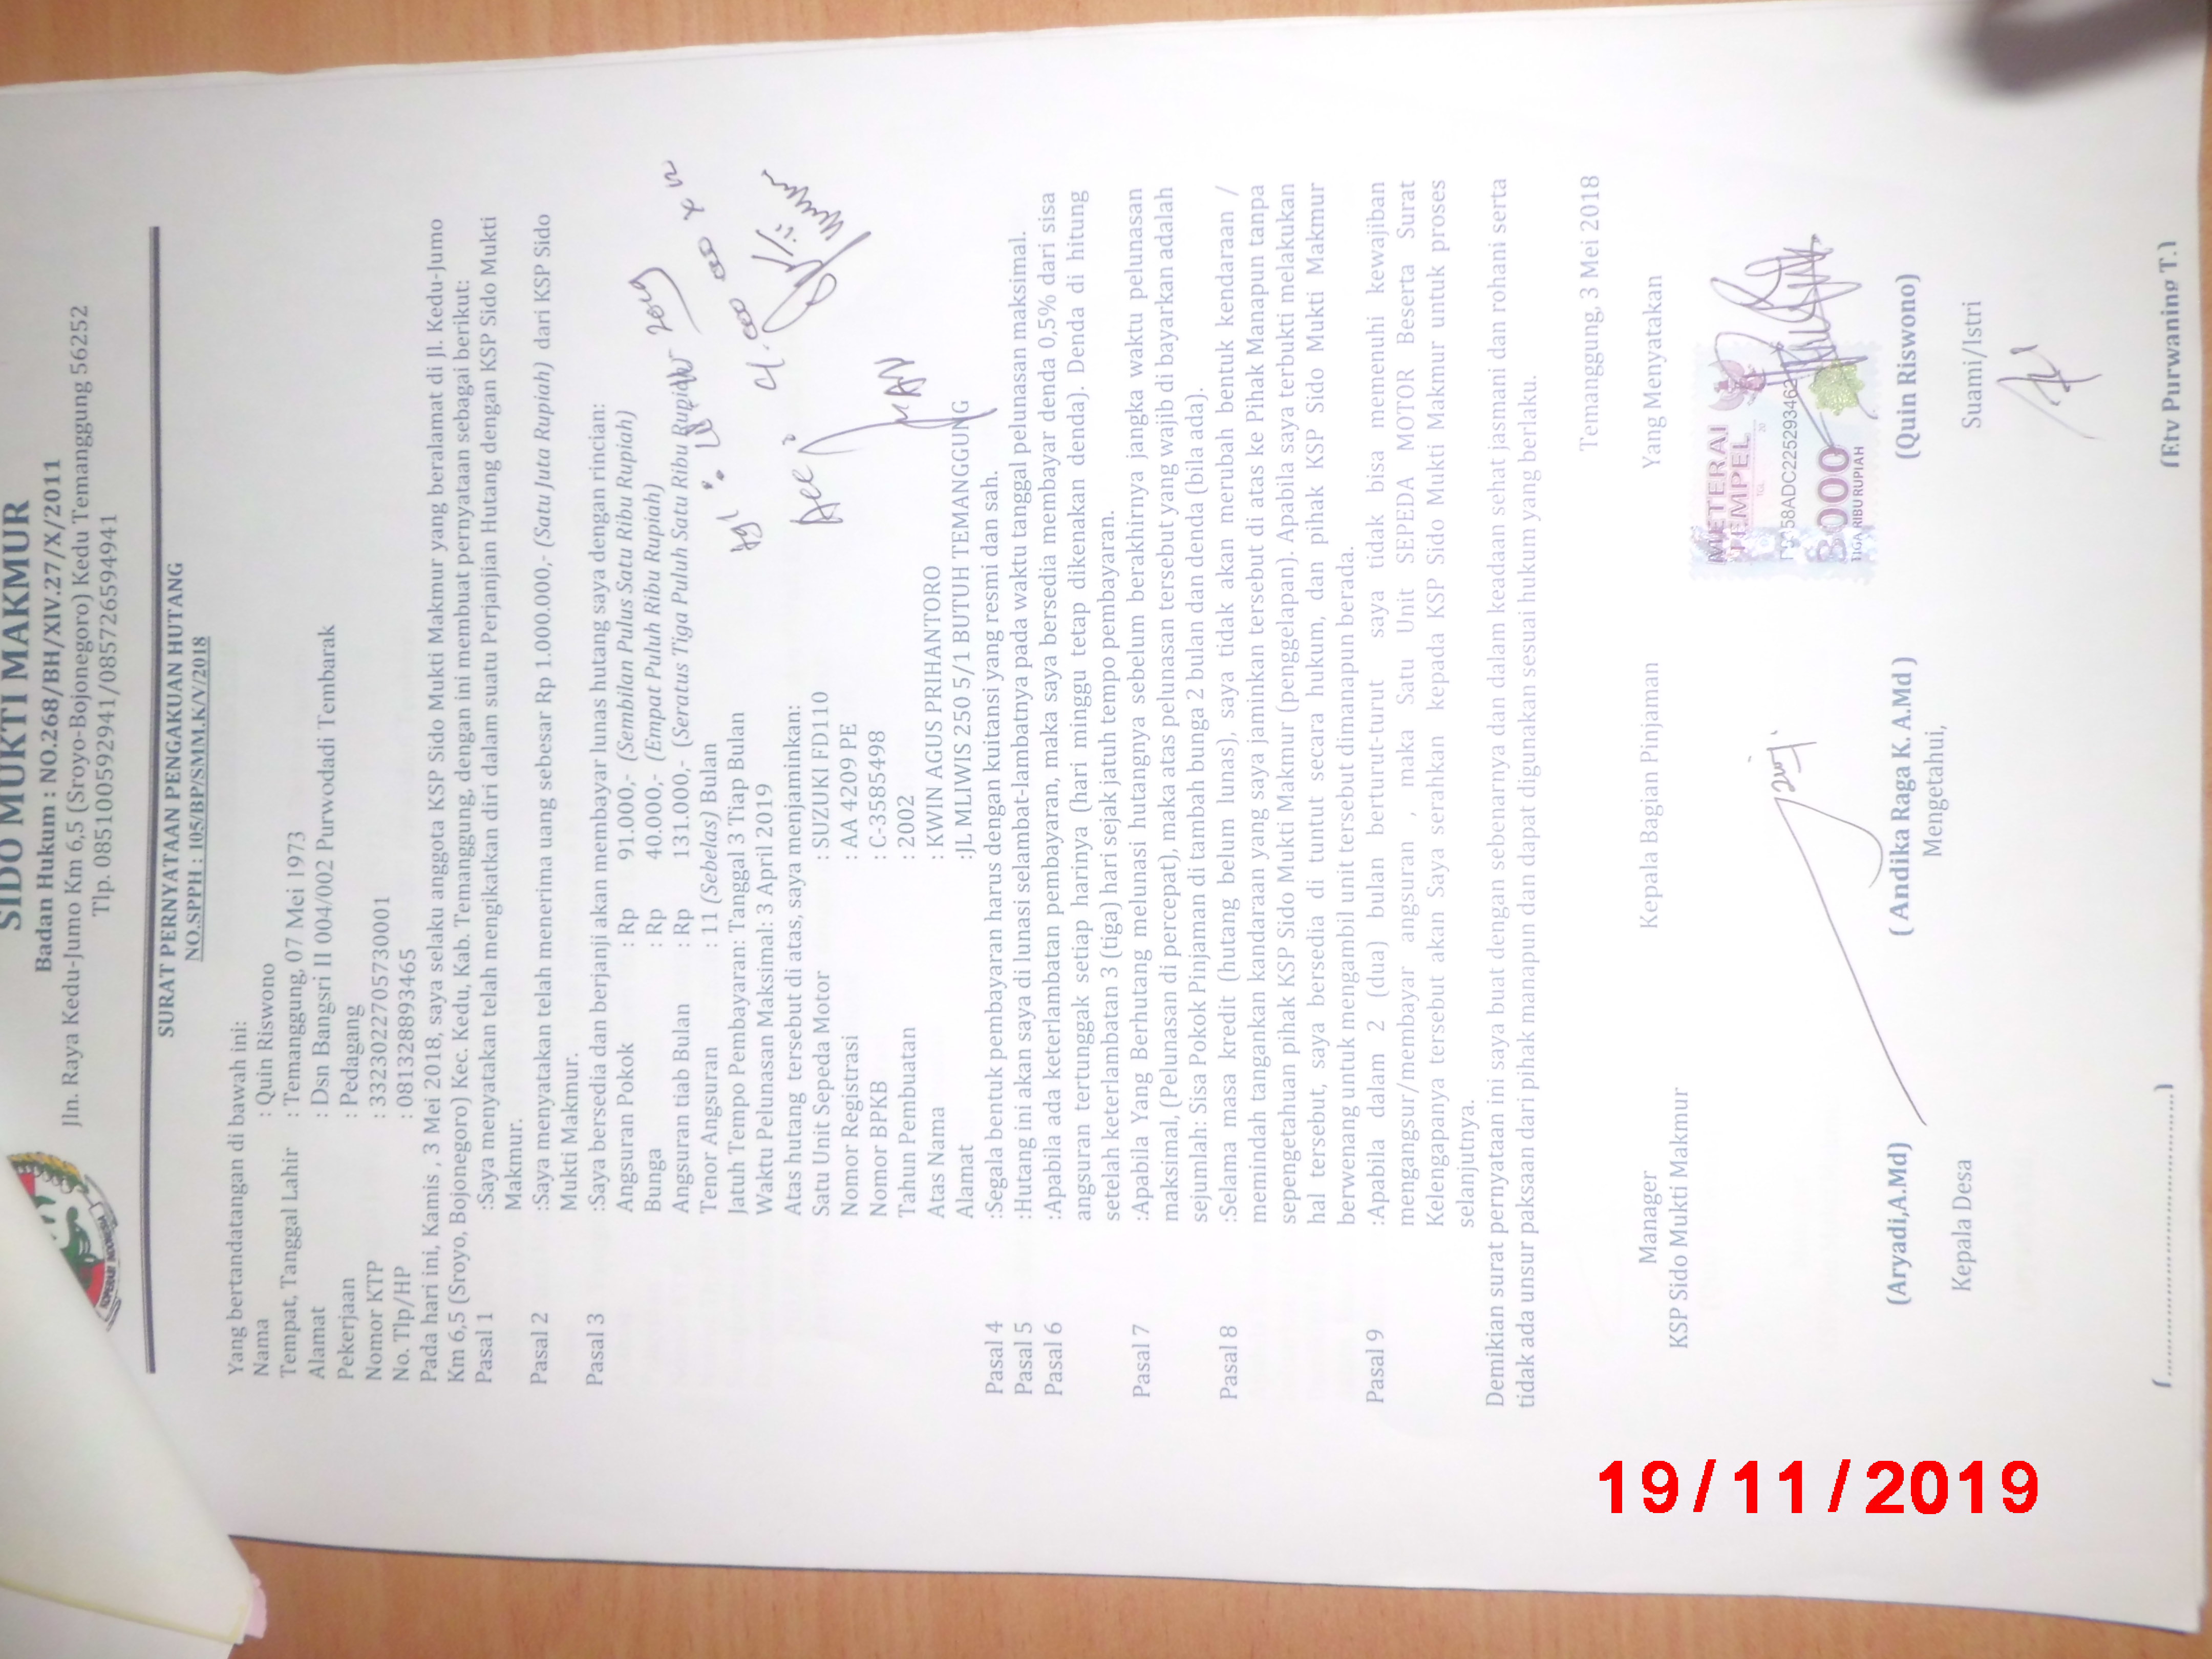 SIDO MUKTI MAKMUR
Badan Hukum : NO.268/BH/XIV.27/X/2011
Jln. Raya Kedu-Jumo Km 6,5 (Sroyo-Bojonegoro) Kedu Temanggung 56252
Tlp. 085100592941/085726594941
SURAT PERNYATAAN PENGAKUAN HUTANG
NO.SPPH : 105/BP/SMM.K/V/2018
Yang bertandatangan di bawah ini:
Nama : Quin Riswono
Tempat, Tanggal Lahir : Temanggung, 07 Mei 1973
Alamat : Dsn Bangsri II 004/002 Purwodadi Tembarak
Pekerjaan : Pedagang
Nomor KTP : 3323022705730001
No. Tlp/HP : 081328893465
Pada hari ini, Kamis , 3 Mei 2018, saya selaku anggota KSP Sido Mukti Makmur yang beralamat di Jl. Kedu-Jumo
Km 6,5 (Sroyo, Bojonegoro) Kec. Kedu, Kab. Temanggung, dengan ini membuat pernyataan sebagai berikut:
Pasal 1 :Saya menyatakan telah mengikatkan diri dalam suatu Perjanjian Hutang dengan KSP Sido Mukti
Makmur.
Pasal 2 :Saya menyatakan telah menerima uang sebesar Rp 1.000.000,- (Satu Juta Rupiah) dari KSP Sido
Mukti Makmur.
Pasal 3 :Saya bersedia dan berjanji akan membayar lunas hutang saya dengan rincian:
Angsuran Pokok : Rp 91.000,- (Sembilan Pulus Satu Ribu Rupiah)
Bunga : Rp 40.000,- (Empat Puluh Ribu Rupiah)
Angsuran tiab Bulan : Rp 131.000,- (Seratus Tiga Puluh Satu Ribu Rupiah)
Tenor Angsuran : 11 (Sebelas) Bulan
Jatuh Tempo Pembayaran: Tanggal 3 Tiap Bulan
Waktu Pelunasan Maksimal: 3 April 2019
Atas hutang tersebut di atas, saya menjaminkan:
Satu Unit Sepeda Motor : SUZUKI FD110
Nomor Registrasi : AA 4209 PE
Nomor BPKB : C-3585498
Tahun Pembuatan : 2002
Atas Nama : KWIN AGUS PRIHANTORO
Alamat :JL MLIWIS 250 5/1 BUTUH TEMANGGUNG
Pasal 4 :Segala bentuk pembayaran harus dengan kuitansi yang resmi dan sah.
Pasal 5 :Hutang ini akan saya di lunasi selambat-lambatnya pada waktu tanggal pelunasan maksimal.
Pasal 6 :Apabila ada keterlambatan pembayaran, maka saya bersedia membayar denda 0,5% dari sisa
angsuran tertunggak setiap harinya (hari minggu tetap dikenakan denda). Denda di hitung
setelah keterlambatan 3 (tiga) hari sejak jatuh tempo pembayaran.
Pasal 7 :Apabila Yang Berhutang melunasi hutangnya sebelum berakhirnya jangka waktu pelunasan
maksimal, (Pelunasan di percepat), maka atas pelunasan tersebut yang wajib di bayarkan adalah
sejumlah: Sisa Pokok Pinjaman di tambah bunga 2 bulan dan denda (bila ada).
Pasal 8 :Selama masa kredit (hutang belum lunas), saya tidak akan merubah bentuk kendaraan /
memindah tangankan kandaraan yang saya jaminkan tersebut di atas ke Pihak Manapun tanpa
sepengetahuan pihak KSP Sido Mukti Makmur (penggelapan). Apabila saya terbukti melakukan
hal tersebut, saya bersedia di tuntut secara hukum, dan pihak KSP Sido Mukti Makmur
berwenang untuk mengambil unit tersebut dimanapun berada.
Pasal 9 :Apabila dalam 2 (dua) bulan berturut-turut saya tidak bisa memenuhi kewajiban
mengangsur/membayar angsuran , maka Satu Unit SEPEDA MOTOR Beserta Surat
Kelengapanya tersebut akan Saya serahkan kepada KSP Sido Mukti Makmur untuk proses
selanjutnya.
Demikian surat pernyataan ini saya buat dengan sebenarnya dan dalam keadaan sehat jasmani dan rohani serta
tidak ada unsur paksaan dari pihak manapun dan dapat digunakan sesuai hukum yang berlaku.
Temanggung, 3 Mei 2018
Manager Kepala Bagian Pinjaman Yang Menyatakan
KSP Sido Mukti Makmur
METERAI
TEMPEL
TIGA RIBU RUPIAH
(Aryadi,A.Md) ( Andika Raga K. A.Md ) (Quin Riswono)
Mengetahui,
Kepala Desa Suami/Istri
(................................................) (Ety Purwaning T.)
19/11/2019